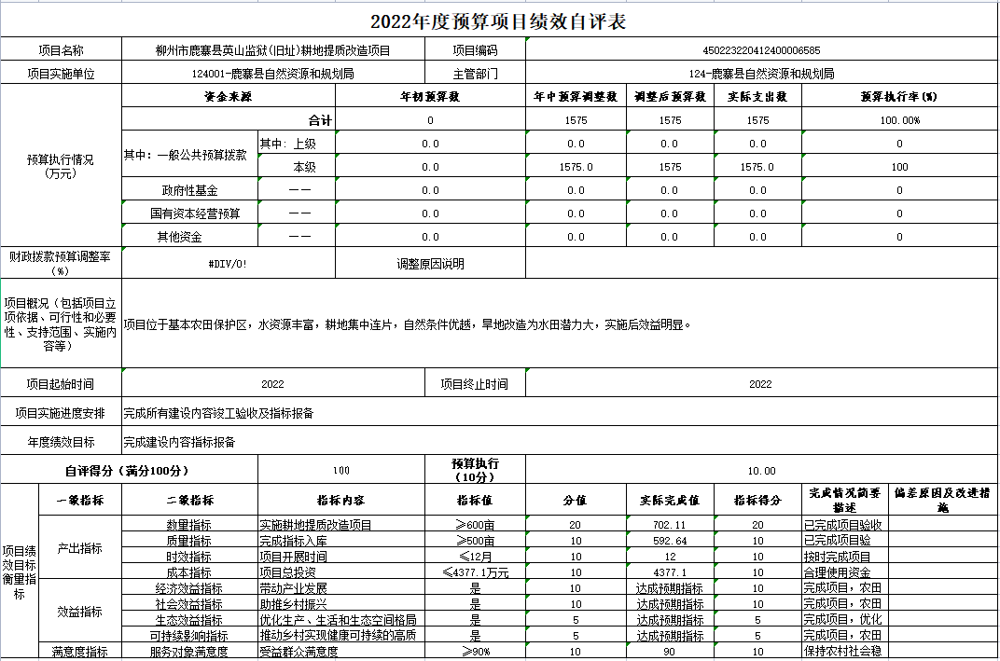 2022年度预算项目绩效自评表
项目名称 柳州市鹿寨县英山监狱(旧址)耕地提质改造项目 项目编码 450223220412400006585
项目实施单位 124001-鹿寨县自然资源和规划局 主管部门 124-鹿寨县自然资源和规划局
预算执行情况
(万元)
资金来源 年初预算数 年中预算调整数 调整后预算数 实际支出数 预算执行率(%)
合计 0 1575 1575 1575 100.00%
其中: 一般公共预算拨款 其中: 上级 0.0 0.0 0.0 0.0 0
本级 0.0 1575.0 1575 1575.0 100
政府性基金 —— 0.0 0.0 0.0 0.0 0
国有资本经营预算 —— 0.0 0.0 0.0 0.0 0
其他资金 —— 0.0 0.0 0.0 0.0 0
财政拨款预算调整率
(%) #DIV/0! 调整原因说明
项目概况（包括项目立
项依据、可行性和必要
性、支持范围、实施内
容等）
项目位于基本农田保护区，水资源丰富，耕地集中连片，自然条件优越，旱地改造为水田潜力大，实施后效益明显。
项目起始时间 2022 项目终止时间 2022
项目实施进度安排 完成所有建设内容竣工验收及指标报备
年度绩效目标 完成建设内容指标报备
自评得分（满分100分） 100 预算执行
(10分) 10.00
项目绩
效目标
衡量指
标
一级指标 二级指标 指标内容 指标值 分值 实际完成值 指标得分 完成情况简要
描述 偏差原因及改进措
施
产出指标 数量指标 实施耕地提质改造项目 ≥600亩 20 702.11 20 已完成项目验收
质量指标 完成指标入库 ≥500亩 10 592.64 10 已完成项目验
时效指标 项目开展时间 ≤12月 10 12 10 按时完成项目
成本指标 项目总投资 ≤4377.1万元 10 4377.1 10 合理使用资金
效益指标 经济效益指标 带动产业发展 是 10 达成预期指标 10 完成项目，农田
社会效益指标 助推乡村振兴 是 10 达成预期指标 10 完成项目，农田
生态效益指标 优化生产、生活和生态空间格局 是 5 达成预期指标 5 完成项目，优化
可持续影响指标 推动乡村实现健康可持续的高质 是 5 达成预期指标 5 完成项目，农田
满意度指标 服务对象满意度 受益群众满意度 ≥90% 10 90 10 保持农村社会稳